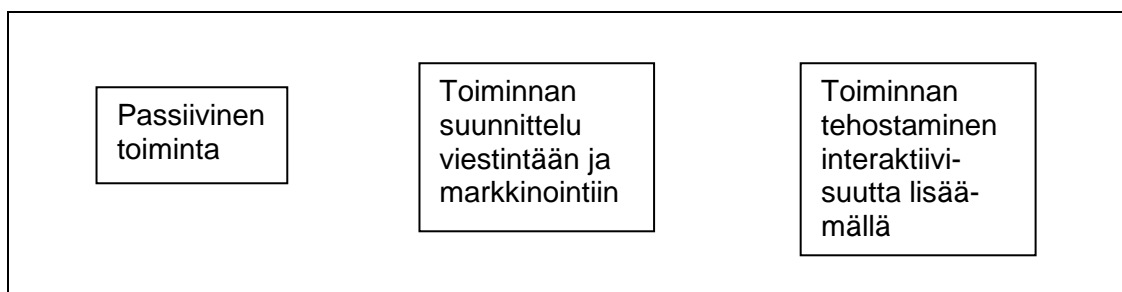 Passiivinen
toiminta
Toiminnan
suunnittelu
viestintään ja
markkinointiin
Toiminnan
tehostaminen
interaktiivi-
suutta lisää-
mällä